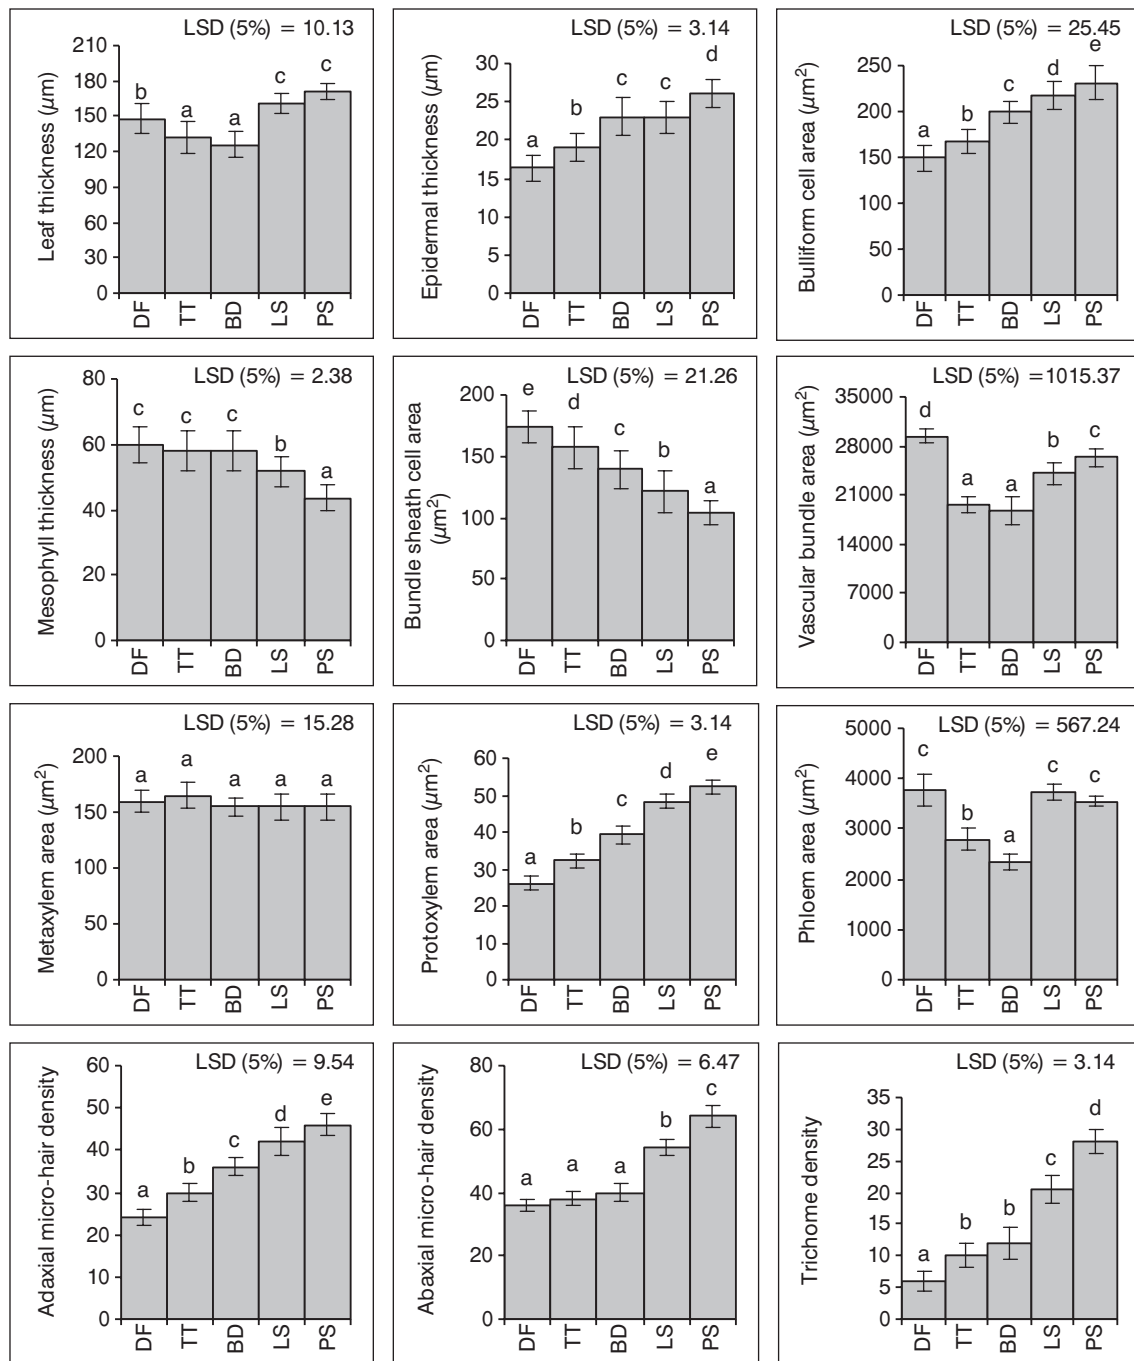 LSD (5%) = 10.13
Leaf thickness (μm)
210
180
150
120
90
60
30
0
b
a
a
c
c
DF
TT
BD
LS
PS
LSD (5%) = 3.14
Epidermal thickness (μm)
30
25
20
15
10
5
0
a
b
c
c
d
DF
TT
BD
LS
PS
LSD (5%) = 25.45
Bulliform cell area (μm²)
250
200
150
100
50
0
a
b
c
d
e
DF
TT
BD
LS
PS
LSD (5%) = 2.38
Mesophyll thickness (μm)
80
60
40
20
0
c
c
c
b
a
DF
TT
BD
LS
PS
LSD (5%) = 21.26
Bundle sheath cell area
(μm²)
200
150
100
50
0
e
d
c
b
a
DF
TT
BD
LS
PS
LSD (5%) =1015.37
Vascular bundle area (μm²)
35000
28000
21000
14000
7000
0
d
a
a
b
c
DF
TT
BD
LS
PS
LSD (5%) = 15.28
Metaxylem area (μm²)
200
150
100
50
0
a
a
a
a
a
DF
TT
BD
LS
PS
LSD (5%) = 3.14
Protoxylem area (μm²)
60
50
40
30
20
10
0
a
b
c
d
e
DF
TT
BD
LS
PS
LSD (5%) = 567.24
Phloem area (μm²)
5000
4000
3000
2000
1000
0
c
b
a
c
c
DF
TT
BD
LS
PS
LSD (5%) = 9.54
Adaxial micro-hair density
60
50
40
30
20
10
0
a
b
c
d
e
DF
TT
BD
LS
PS
LSD (5%) = 6.47
Abaxial micro-hair density
80
60
40
20
0
a
a
a
b
c
DF
TT
BD
LS
PS
LSD (5%) = 3.14
Trichome density
35
30
25
20
15
10
5
0
a
b
b
c
d
DF
TT
BD
LS
PS